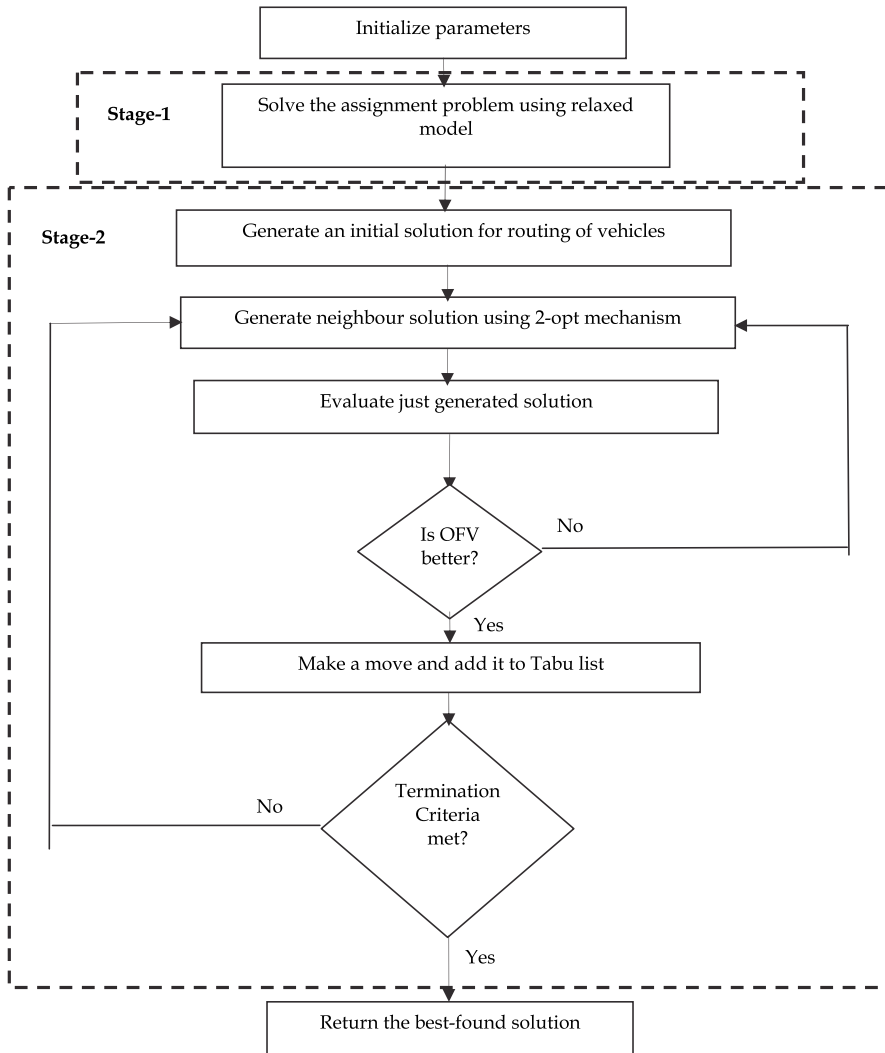 Initialize parameters
Stage-1
Solve the assignment problem using relaxed
model
Stage-2
Generate an initial solution for routing of vehicles
Generate neighbour solution using 2-opt mechanism
Evaluate just generated solution
Is OFV
better?
No
Yes
Make a move and add it to Tabu list
Termination
Criteria
met?
No
Yes
Return the best-found solution